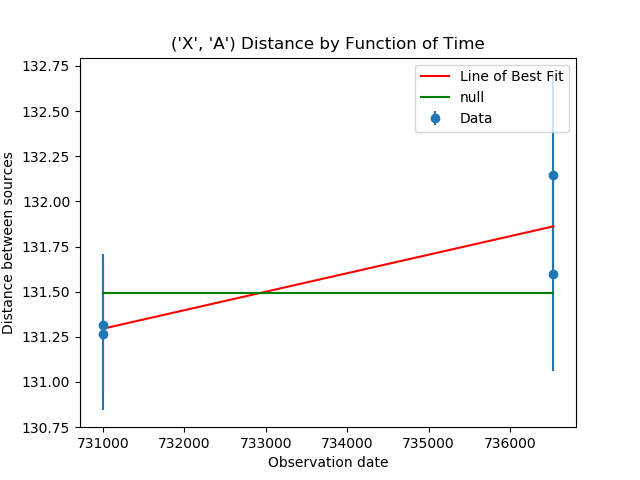 ('X', 'A') Distance by Function of Time
Distance between sources
132.75
132.50
132.25
132.00
131.75
131.50
131.25
131.00
130.75
Line of Best Fit
null
Data
731000 732000 733000 734000 735000 736000
Observation date